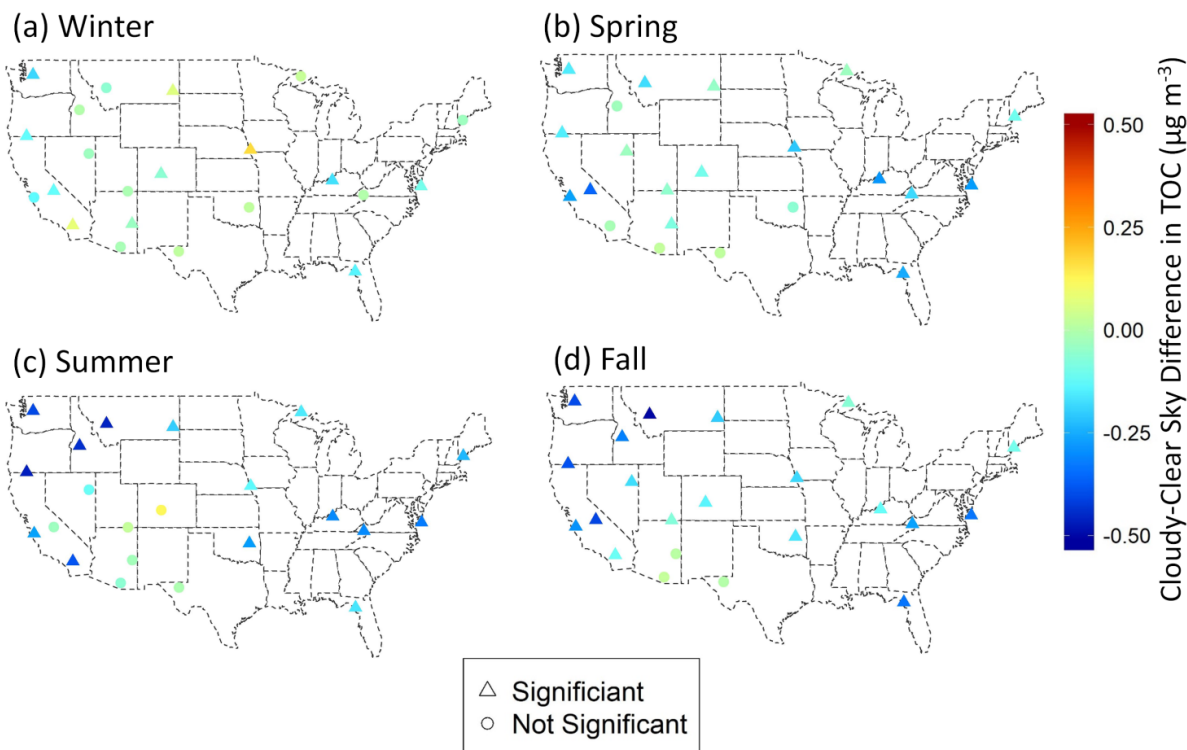 (a) Winter
(b) Spring
(c) Summer
(d) Fall
0.50
0.25
0.00
-0.25
-0.50
Cloudy-Clear Sky Difference in TOC (µg m⁻³)
Significiant
Not Significant